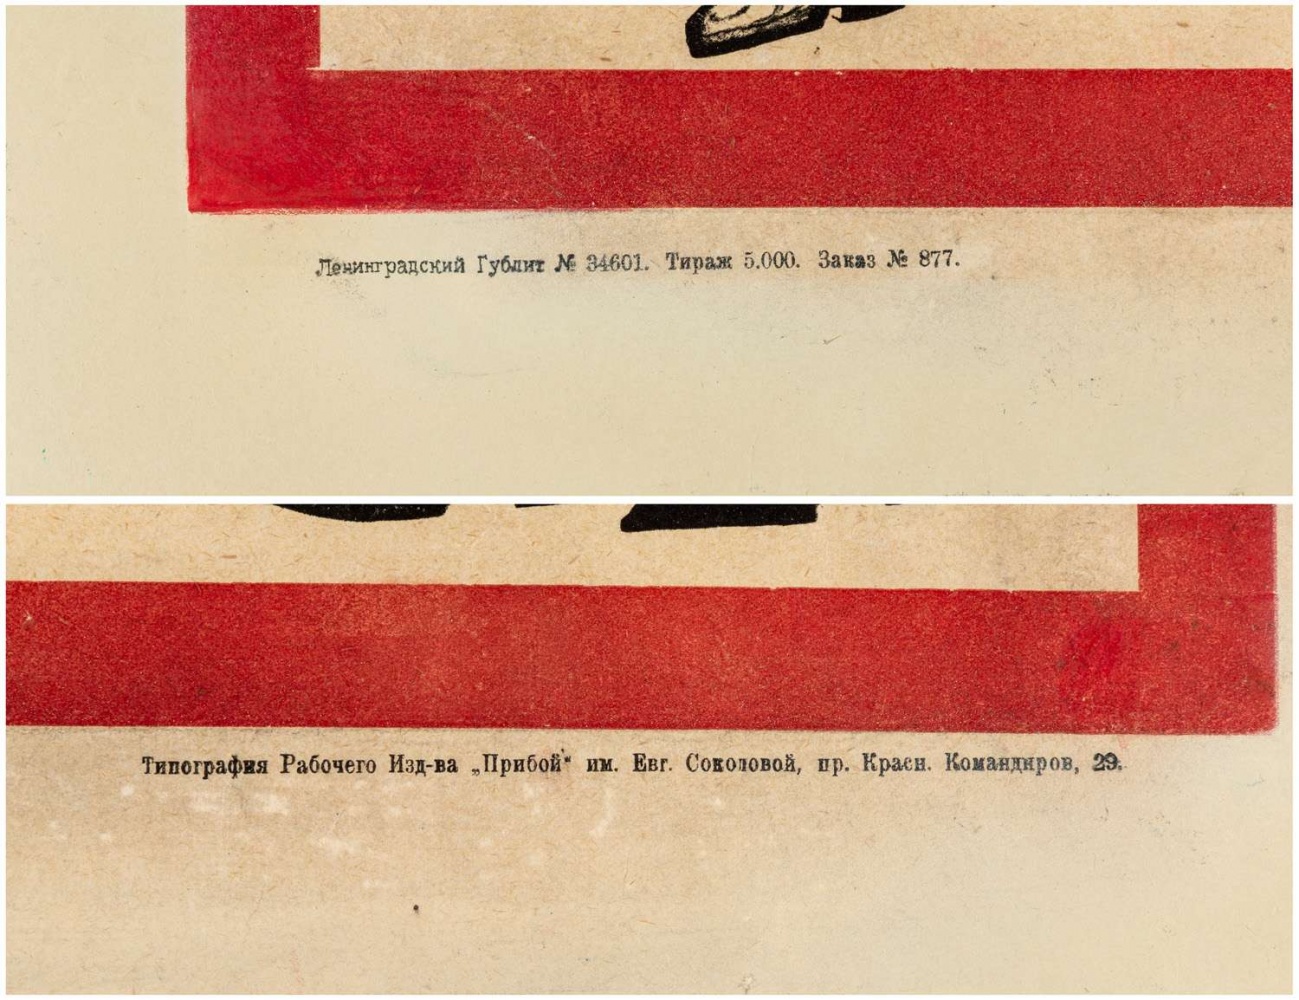 Ленинградский Гублит № 34601. Тираж 5.000. Заказ № 877.
Типография Рабочего Изд-ва „Прибой“ им. Евг. Соколовой, пр. Красн. Командиров, 29.